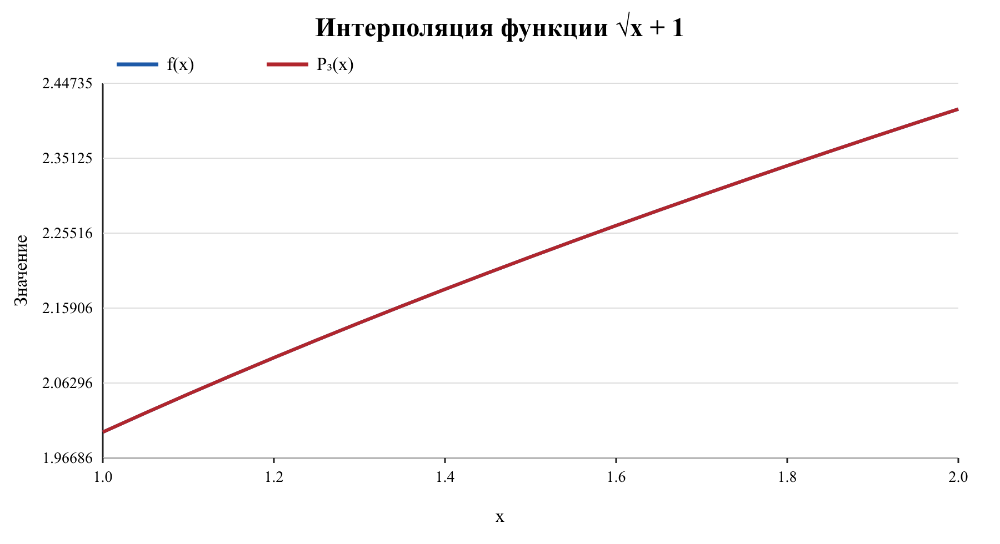 Интерполяция функции √x + 1
f(x)
P₃(x)
2.44735
2.35125
2.25516
2.15906
2.06296
1.96686
Значение
1.0
1.2
1.4
1.6
1.8
2.0
x